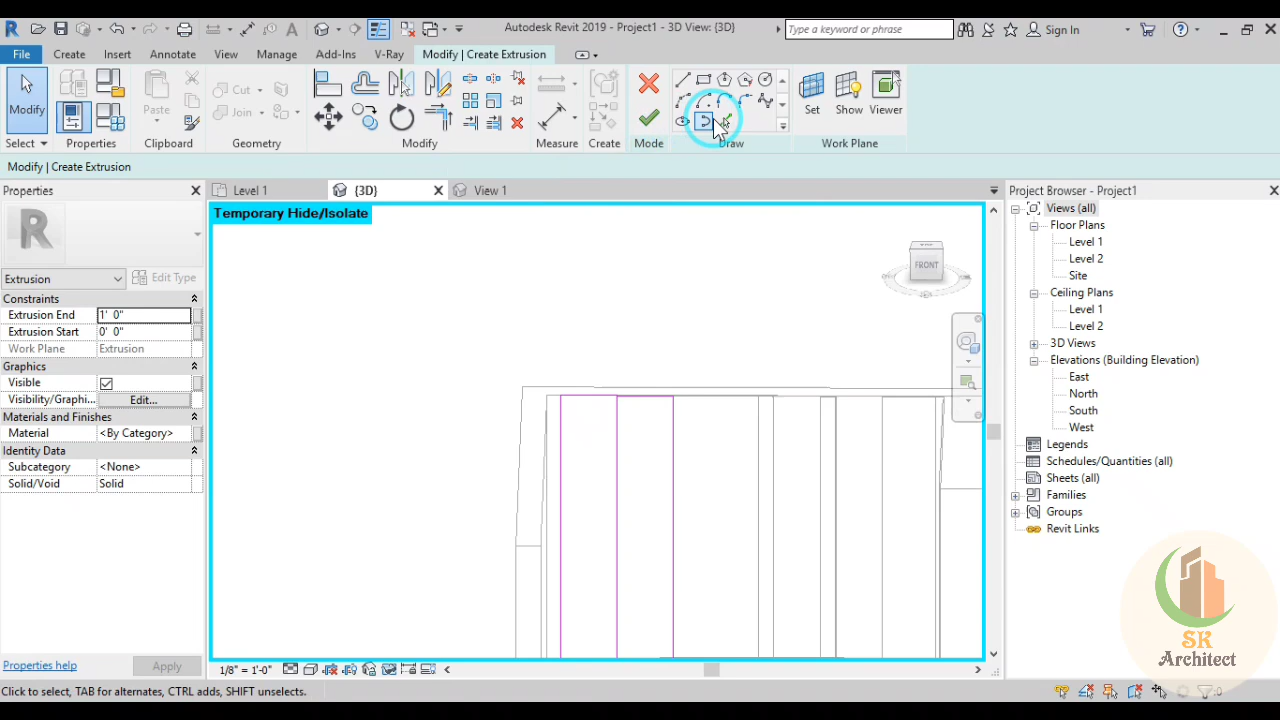 Autodesk Revit 2019 - Project1 - 3D View: {3D}
Type a keyword or phrase
Sign In
File
Create
Insert
Annotate
View
Manage
Add-Ins
V-Ray
Modify | Create Extrusion
Modify
Paste
Cut
Join
Create
Set
Show
Viewer
Select
Properties
Clipboard
Geometry
Modify
Measure
Create
Mode
Draw
Work Plane
Modify | Create Extrusion
Properties
Level 1
{3D}
View 1
Project Browser - Project1
Temporary Hide/Isolate
FRONT
Extrusion
Edit Type
Constraints
Extrusion End 1' 0"
Extrusion Start 0' 0"
Work Plane Extrusion
Graphics
Visible
Visibility/Graphi... Edit...
Materials and Finishes
Material <By Category>
Identity Data
Subcategory <None>
Solid/Void Solid
Properties help
Apply
Views (all)
Floor Plans
Level 1
Level 2
Site
Ceiling Plans
Level 1
Level 2
3D Views
Elevations (Building Elevation)
East
North
South
West
Legends
Schedules/Quantities (all)
Sheets (all)
Families
Groups
Revit Links
SK
Architect
1/8" = 1'-0"
Click to select, TAB for alternates, CTRL adds, SHIFT unselects.
:0